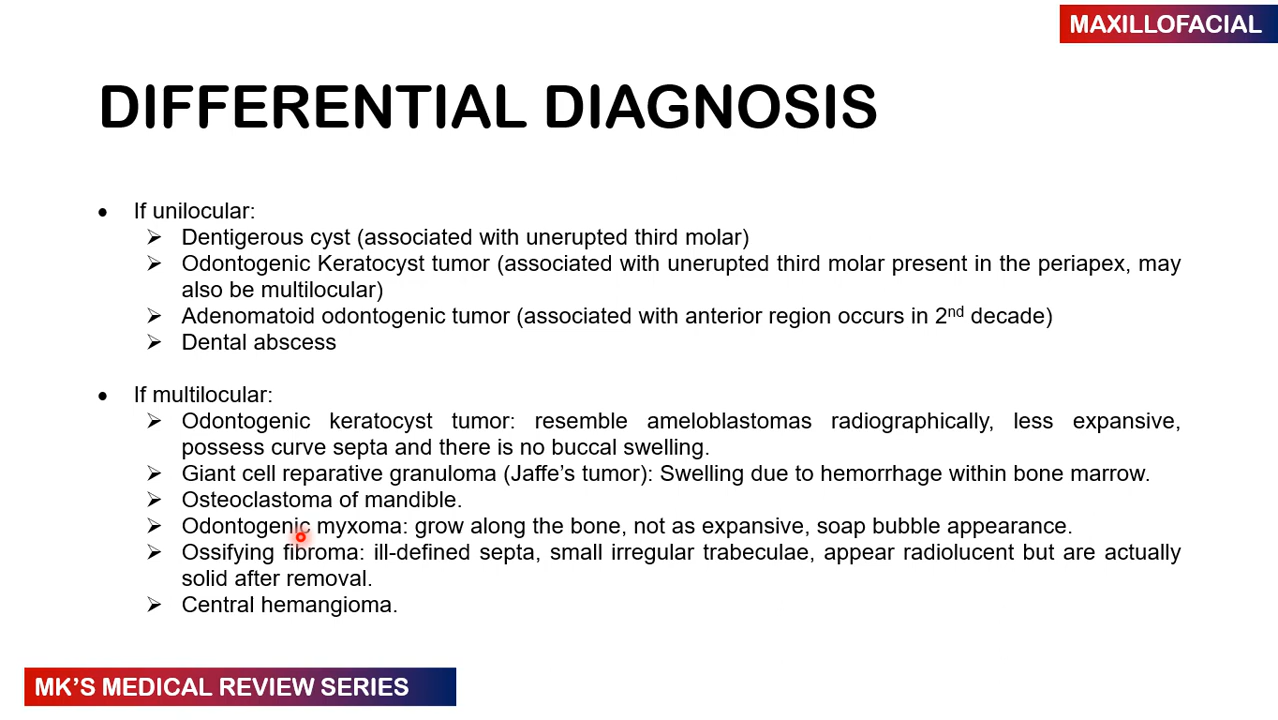 MAXILLOFACIAL
DIFFERENTIAL DIAGNOSIS
• If unilocular:
➢ Dentigerous cyst (associated with unerupted third molar)
➢ Odontogenic Keratocyst tumor (associated with unerupted third molar present in the periapex, may
also be multilocular)
➢ Adenomatoid odontogenic tumor (associated with anterior region occurs in 2nd decade)
➢ Dental abscess
• If multilocular:
➢ Odontogenic keratocyst tumor: resemble ameloblastomas radiographically, less expansive,
possess curve septa and there is no buccal swelling.
➢ Giant cell reparative granuloma (Jaffe's tumor): Swelling due to hemorrhage within bone marrow.
➢ Osteoclastoma of mandible.
➢ Odontogenic myxoma: grow along the bone, not as expansive, soap bubble appearance.
➢ Ossifying fibroma: ill-defined septa, small irregular trabeculae, appear radiolucent but are actually
solid after removal.
➢ Central hemangioma.
MK'S MEDICAL REVIEW SERIES